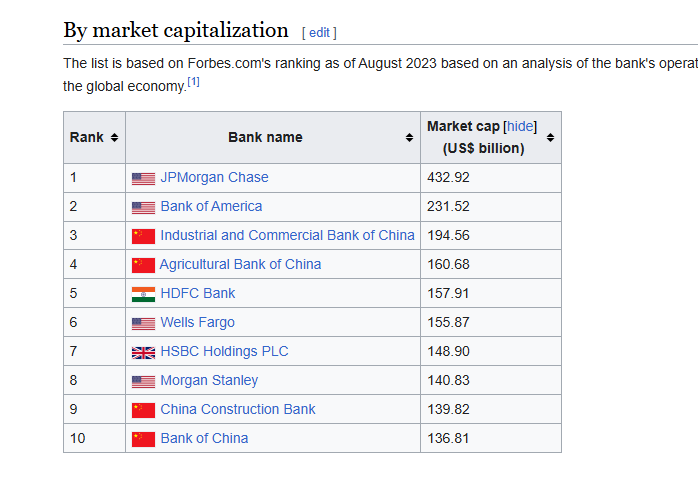 By market capitalization [ edit ]
The list is based on Forbes.com's ranking as of August 2023 based on an analysis of the bank's operat
the global economy.[1]
Rank Bank name Market cap [hide]
(US$ billion)
1 JPMorgan Chase 432.92
2 Bank of America 231.52
3 Industrial and Commercial Bank of China 194.56
4 Agricultural Bank of China 160.68
5 HDFC Bank 157.91
6 Wells Fargo 155.87
7 HSBC Holdings PLC 148.90
8 Morgan Stanley 140.83
9 China Construction Bank 139.82
10 Bank of China 136.81